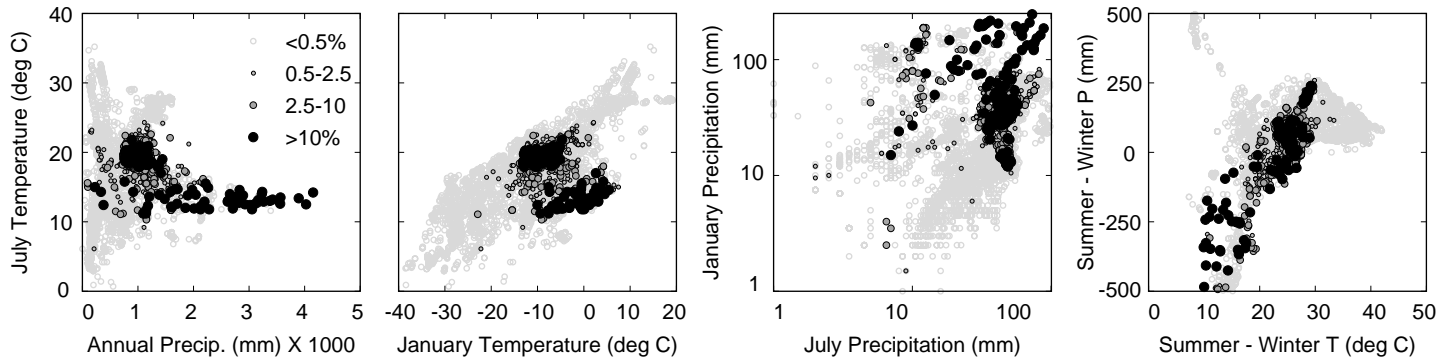 July Temperature (deg C)
40
30
20
10
0
<0.5%
0.5-2.5
2.5-10
>10%
0 1 2 3 4 5
Annual Precip. (mm) X 1000
-40 -30 -20 -10 0 10 20
January Temperature (deg C)
January Precipitation (mm)
100
10
1
1 10 100
July Precipitation (mm)
Summer - Winter P (mm)
500
250
0
-250
-500
0 10 20 30 40 50
Summer - Winter T (deg C)